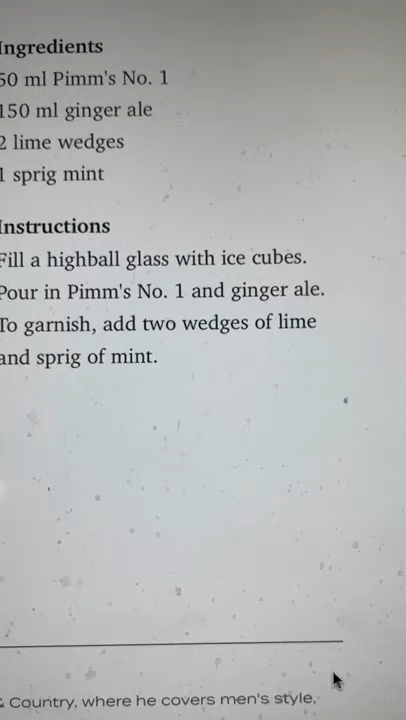 Ingredients
50 ml Pimm's No. 1
150 ml ginger ale
2 lime wedges
1 sprig mint
Instructions
Fill a highball glass with ice cubes.
Pour in Pimm's No. 1 and ginger ale.
To garnish, add two wedges of lime
and sprig of mint.
& Country, where he covers men's style,